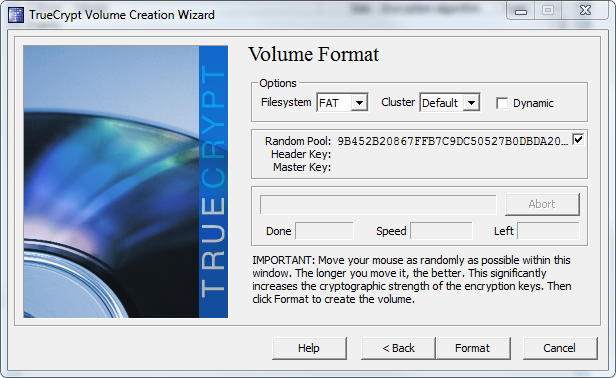 TrueCrypt Volume Creation Wizard
TRUECRYPT
Volume Format
Options
Filesystem FAT Cluster Default Dynamic
Random Pool: 9B452B20867FFB7C9DC50527B0DBDA20...
Header Key:
Master Key:
Abort
Done Speed Left
IMPORTANT: Move your mouse as randomly as possible within this
window. The longer you move it, the better. This significantly
increases the cryptographic strength of the encryption keys. Then
click Format to create the volume.
Help < Back Format Cancel